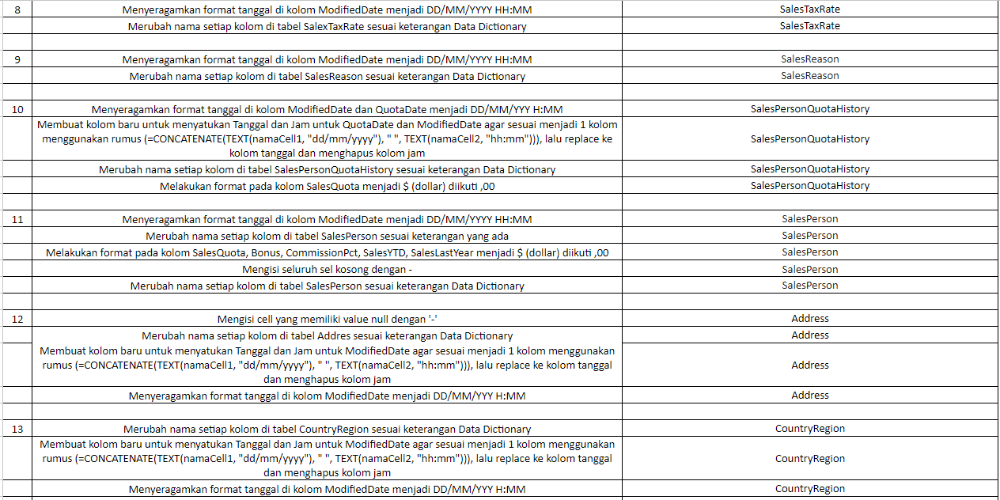 8 Menyeragamkan format tanggal di kolom ModifiedDate menjadi DD/MM/YYYY HH:MM SalesTaxRate
Merubah nama setiap kolom di tabel SalexTaxRate sesuai keterangan Data Dictionary SalesTaxRate
9 Menyeragamkan format tanggal di kolom ModifiedDate menjadi DD/MM/YYYY HH:MM SalesReason
Merubah nama setiap kolom di tabel SalesReason sesuai keterangan Data Dictionary SalesReason
10 Menyeragamkan format tanggal di kolom ModifiedDate dan QuotaDate menjadi DD/MM/YYY H:MM SalesPersonQuotaHistory
Membuat kolom baru untuk menyatukan Tanggal dan Jam untuk QuotaDate dan ModifiedDate agar sesuai menjadi 1 kolom
menggunakan rumus (=CONCATENATE(TEXT(namaCell1, "dd/mm/yyyy"), " ", TEXT(namaCell2, "hh:mm"))), lalu replace ke SalesPersonQuotaHistory
kolom tanggal dan menghapus kolom jam
Merubah nama setiap kolom di tabel SalesPersonQuotaHistory sesuai keterangan Data Dictionary SalesPersonQuotaHistory
Melakukan format pada kolom SalesQuota menjadi $ (dollar) diikuti ,00 SalesPersonQuotaHistory
11 Menyeragamkan format tanggal di kolom ModifiedDate menjadi DD/MM/YYYY HH:MM SalesPerson
Merubah nama setiap kolom di tabel SalesPerson sesuai keterangan yang ada SalesPerson
Melakukan format pada kolom SalesQuota, Bonus, CommissionPct, SalesYTD, SalesLastYear menjadi $ (dollar) diikuti ,00 SalesPerson
Mengisi seluruh sel kosong dengan - SalesPerson
Merubah nama setiap kolom di tabel SalesPerson sesuai keterangan Data Dictionary SalesPerson
12 Mengisi cell yang memiliki value null dengan '-' Address
Merubah nama setiap kolom di tabel Addres sesuai keterangan Data Dictionary Address
Membuat kolom baru untuk menyatukan Tanggal dan Jam untuk ModifiedDate agar sesuai menjadi 1 kolom menggunakan
rumus (=CONCATENATE(TEXT(namaCell1, "dd/mm/yyyy"), " ", TEXT(namaCell2, "hh:mm"))), lalu replace ke kolom tanggal Address
dan menghapus kolom jam
Menyeragamkan format tanggal di kolom ModifiedDate menjadi DD/MM/YYY H:MM Address
13 Merubah nama setiap kolom di tabel CountryRegion sesuai keterangan Data Dictionary CountryRegion
Membuat kolom baru untuk menyatukan Tanggal dan Jam untuk ModifiedDate agar sesuai menjadi 1 kolom menggunakan
rumus (=CONCATENATE(TEXT(namaCell1, "dd/mm/yyyy"), " ", TEXT(namaCell2, "hh:mm"))), lalu replace ke kolom tanggal CountryRegion
dan menghapus kolom jam
Menyeragamkan format tanggal di kolom ModifiedDate menjadi DD/MM/YYY H:MM CountryRegion